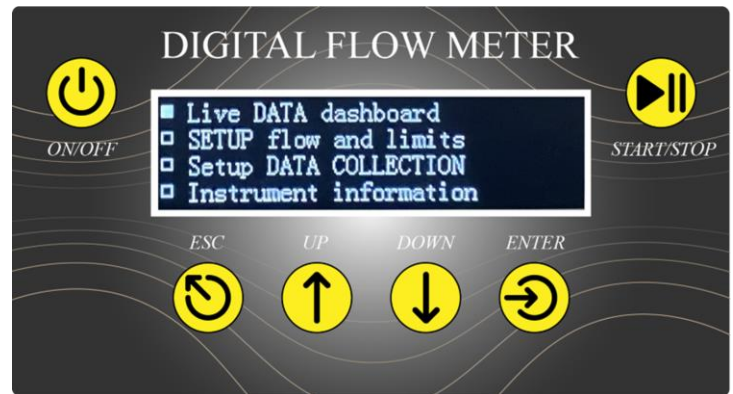 DIGITAL FLOW METER
ON/OFF
Live DATA dashboard
SETUP flow and limits
Setup DATA COLLECTION
Instrument information
START/STOP
ESC UP DOWN ENTER